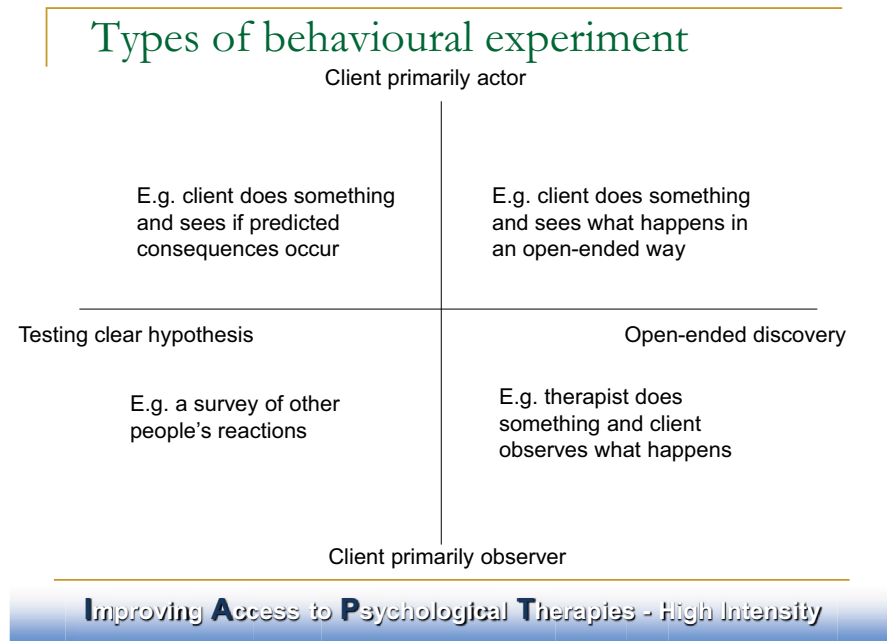 Types of behavioural experiment
Client primarily actor
E.g. client does something
and sees if predicted
consequences occur
E.g. client does something
and sees what happens in
an open-ended way
Testing clear hypothesis
Open-ended discovery
E.g. a survey of other
people’s reactions
E.g. therapist does
something and client
observes what happens
Client primarily observer
Improving Access to Psychological Therapies - High Intensity